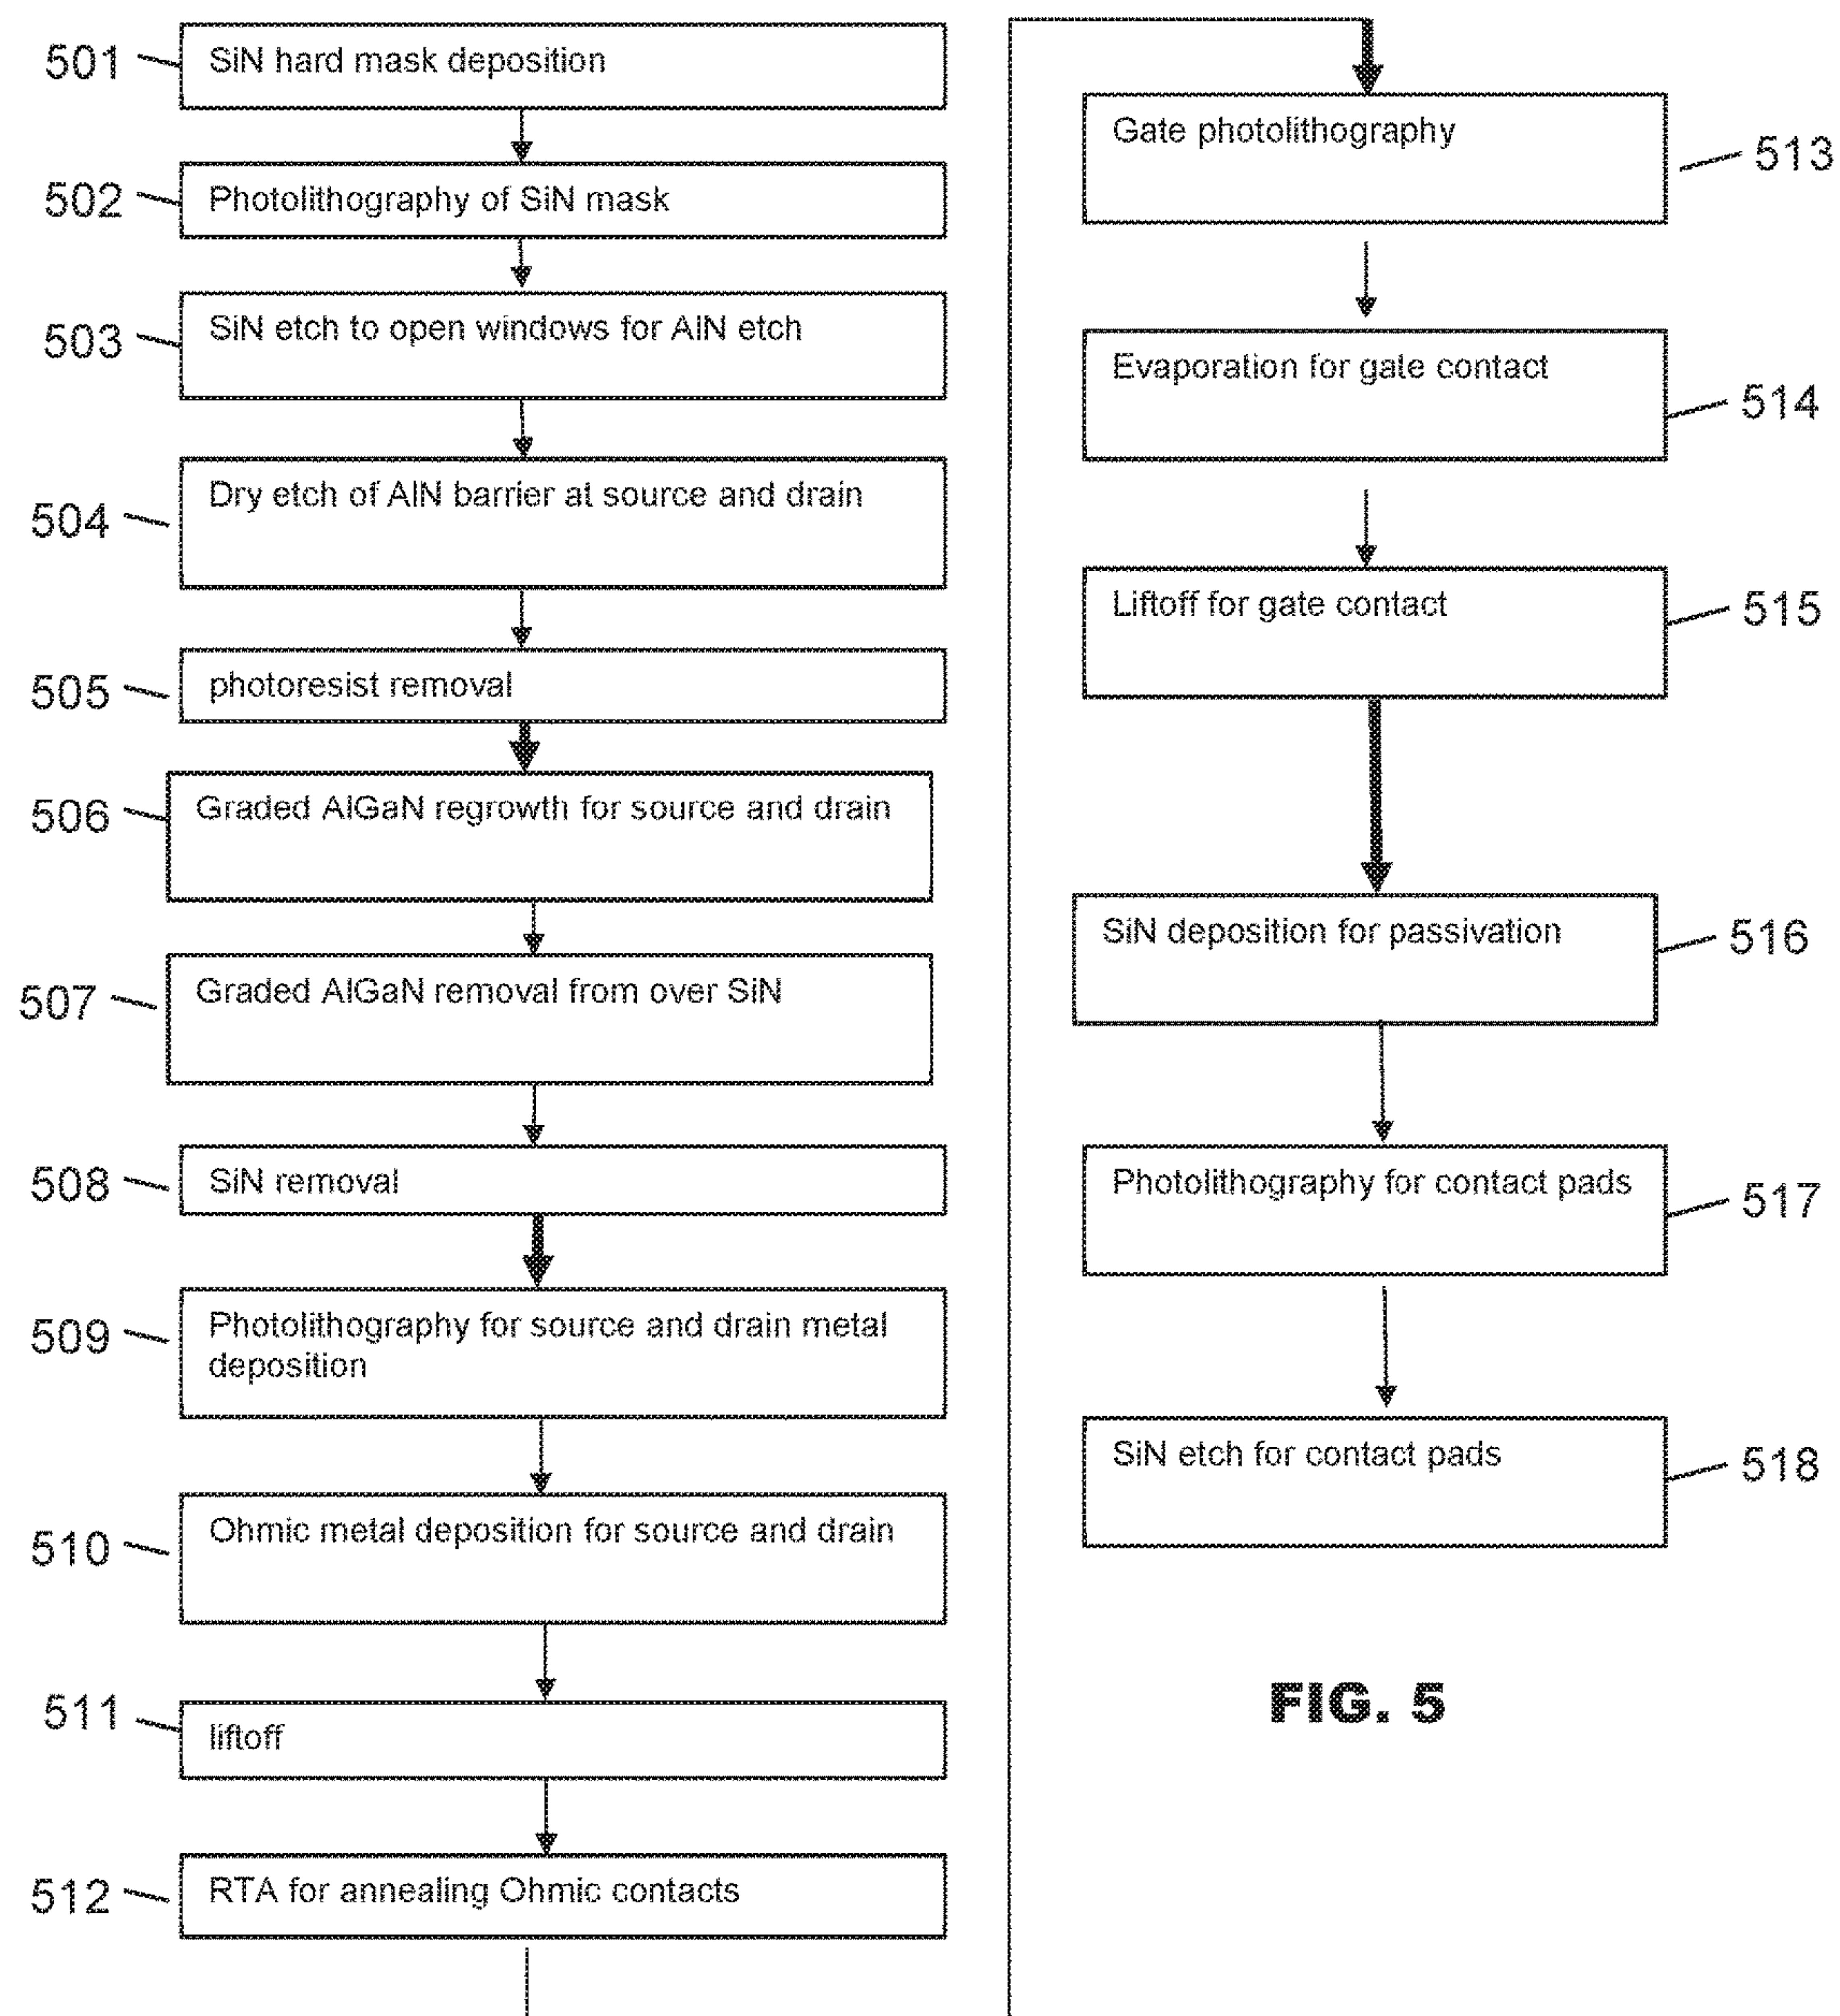 501
SiN hard mask deposition
502
Photolithography of SiN mask
503
SiN etch to open windows for AlN etch
504
Dry etch of AlN barrier at source and drain
505
photoresist removal
506
Graded AlGaN regrowth for source and drain
507
Graded AlGaN removal from over SiN
508
SiN removal
509
Photolithography for source and drain metal
deposition
510
Ohmic metal deposition for source and drain
511
liftoff
512
RTA for annealing Ohmic contacts
Gate photolithography
513
Evaporation for gate contact
514
Liftoff for gate contact
515
SiN deposition for passivation
516
Photolithography for contact pads
517
SiN etch for contact pads
518
FIG. 5